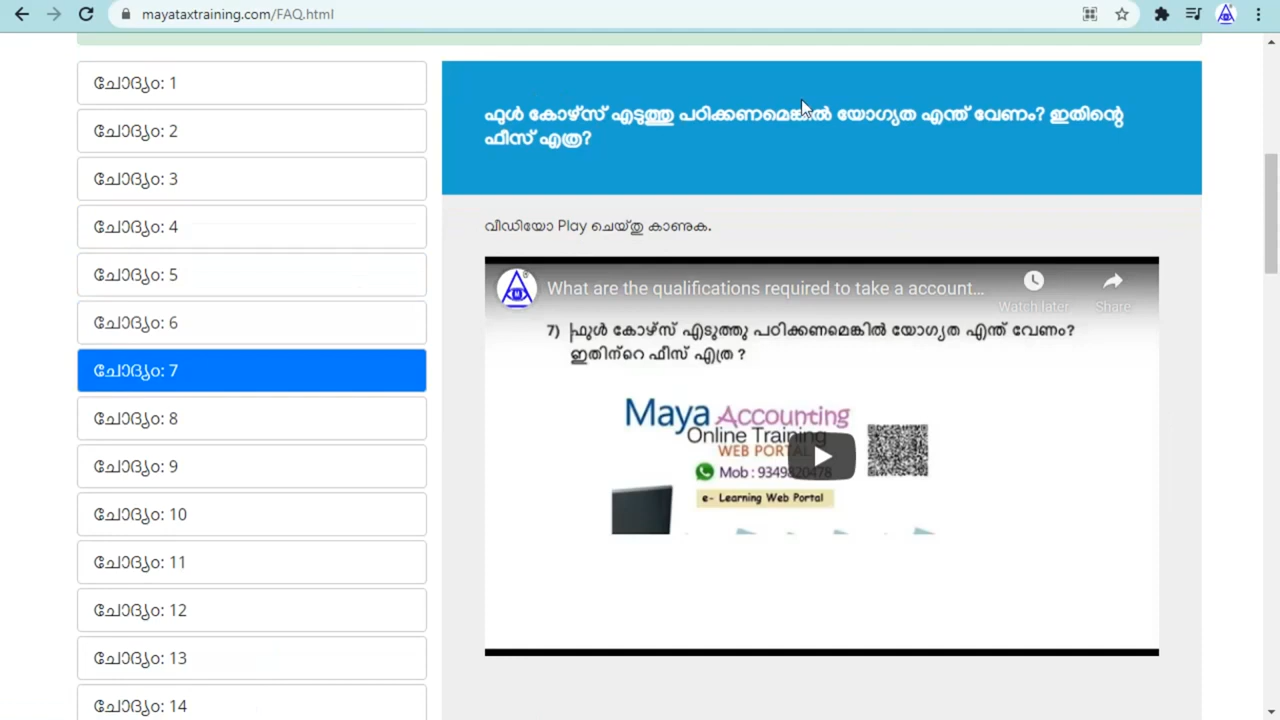 mayataxtraining.com/FAQ.html
ചോദ്യം: 1
ചോദ്യം: 2
ചോദ്യം: 3
ചോദ്യം: 4
ചോദ്യം: 5
ചോദ്യം: 6
ചോദ്യം: 7
ചോദ്യം: 8
ചോദ്യം: 9
ചോദ്യം: 10
ചോദ്യം: 11
ചോദ്യം: 12
ചോദ്യം: 13
ചോദ്യം: 14
ഫുൾ കോഴ്സ് എടുത്തു പഠിക്കണമെങ്കിൽ യോഗ്യത എന്ത് വേണം? ഇതിന്റെ
ഫീസ് എത്ര?
വീഡിയോ Play ചെയ്തു കാണുക.
What are the qualifications required to take a account...
Watch later
Share
7) ഫുൾ കോഴ്സ് എടുത്തു പഠിക്കണമെങ്കിൽ യോഗ്യത എന്ത് വേണം?
ഇതിന്റെ ഫീസ് എത്ര ?
Maya Accounting
Online Training
WEB PORTAL
Mob : 9349820478
e- Learning Web Portal